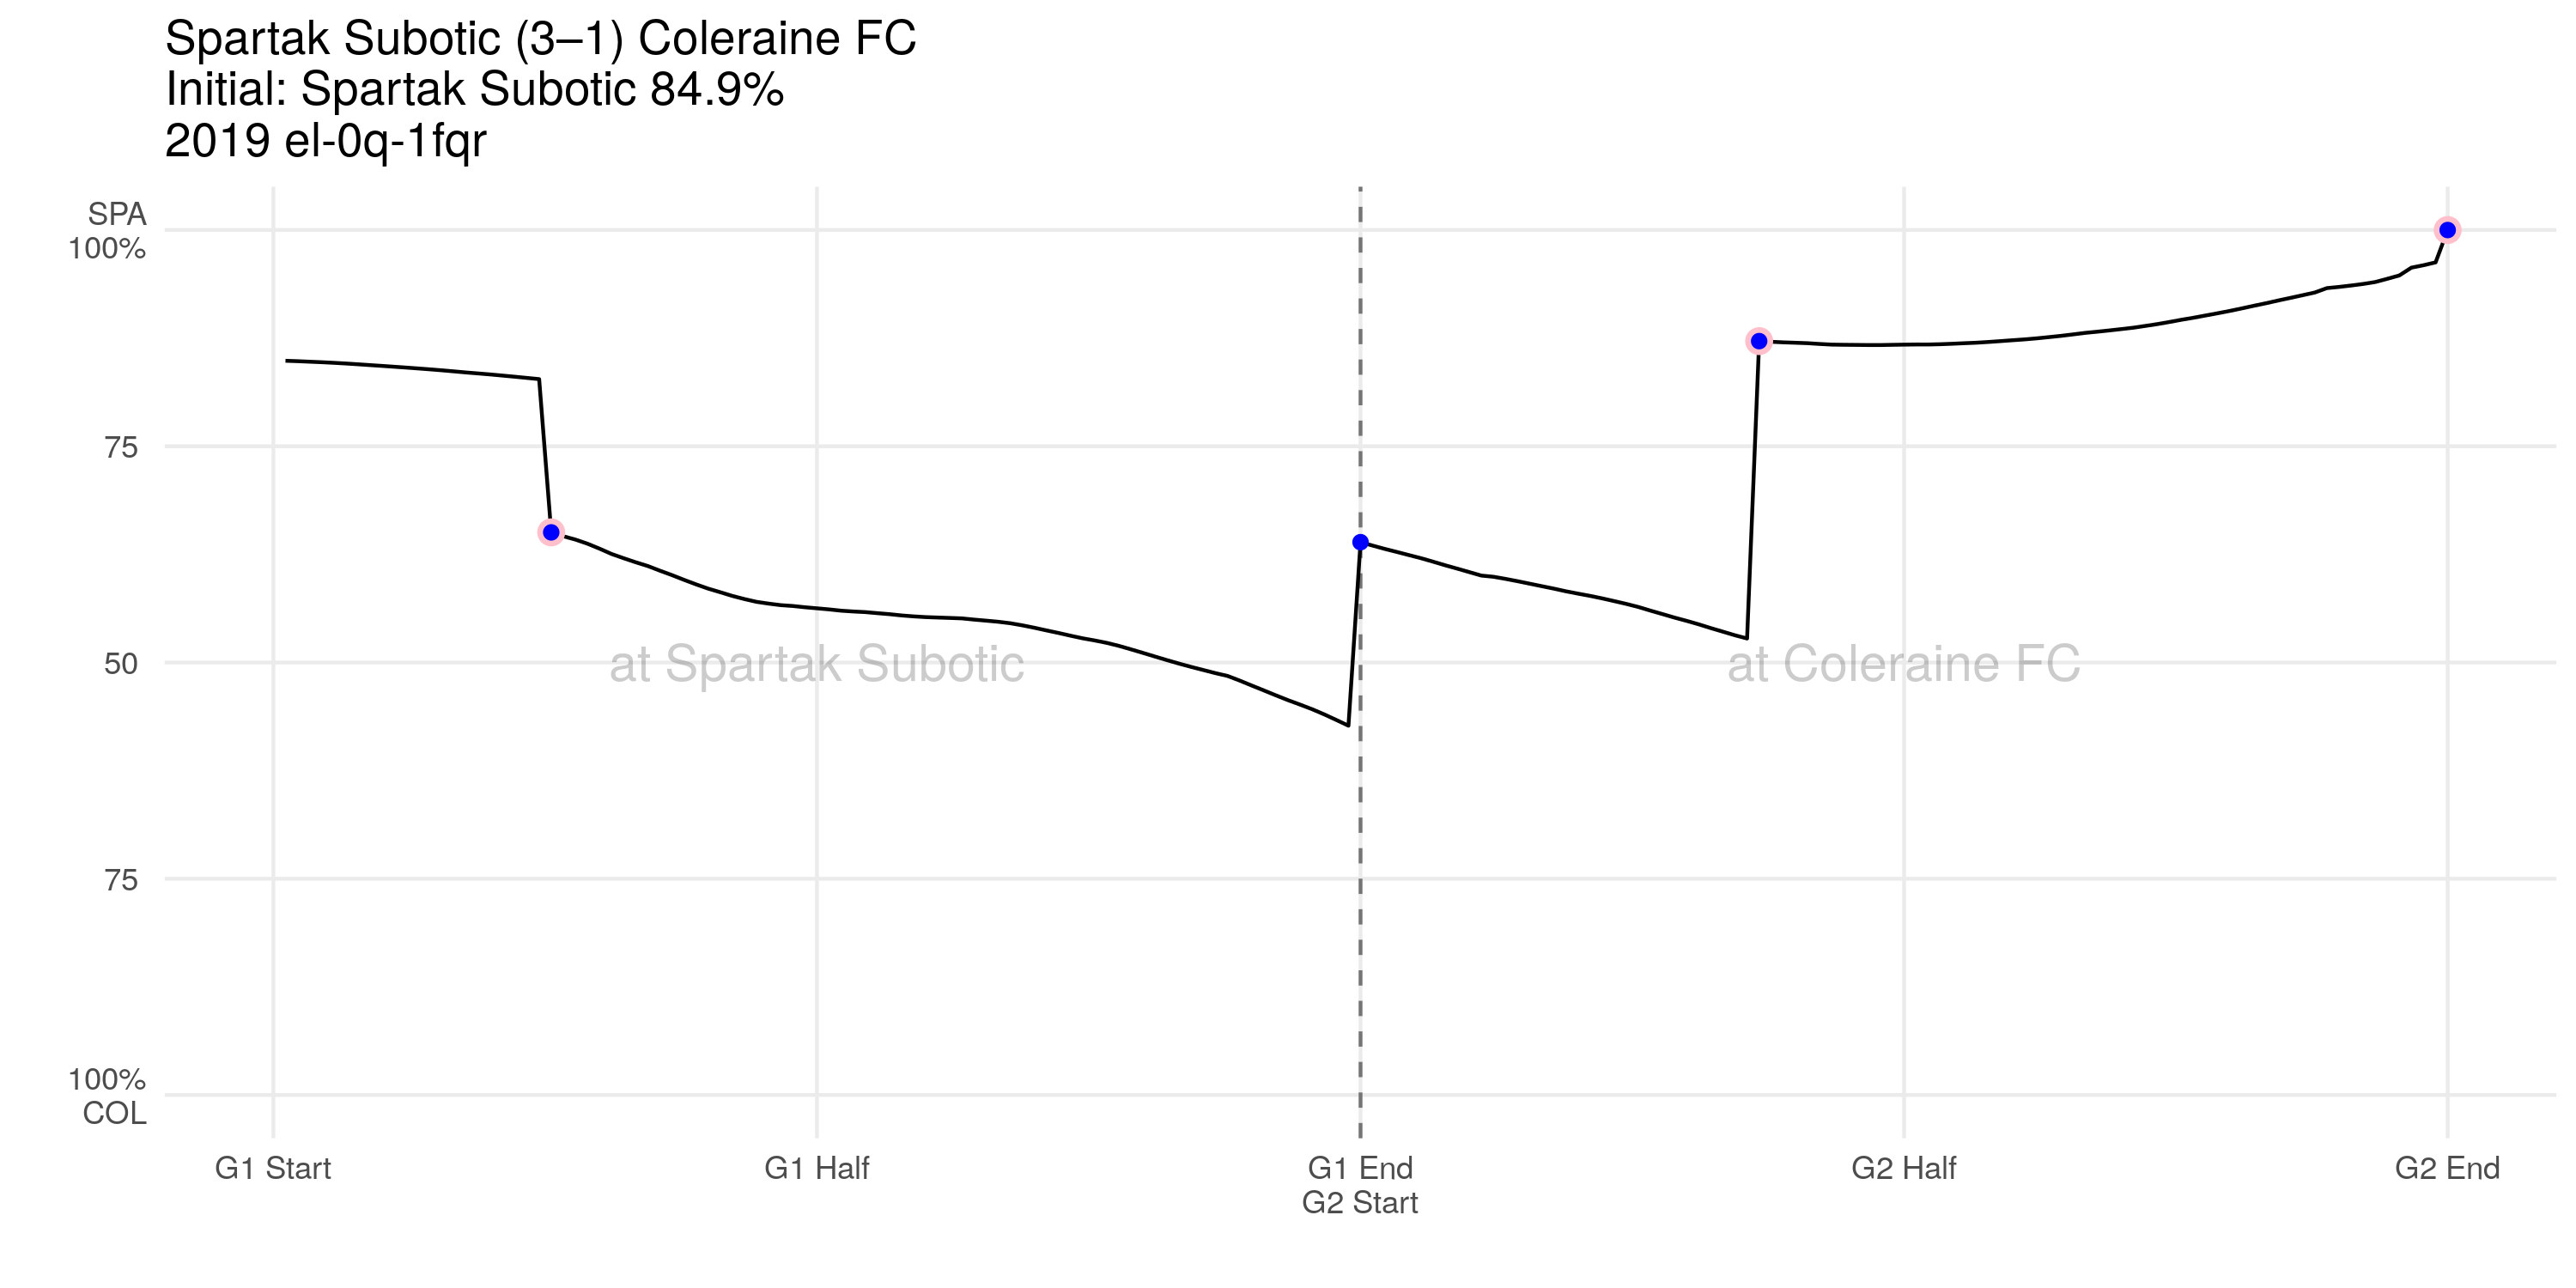 Spartak Subotic (3–1) Coleraine FC
Initial: Spartak Subotic 84.9%
2019 el-0q-1fqr
SPA
100%
75
50
75
100%
COL
at Spartak Subotic
at Coleraine FC
G1 Start
G1 Half
G1 End
G2 Start
G2 Half
G2 End